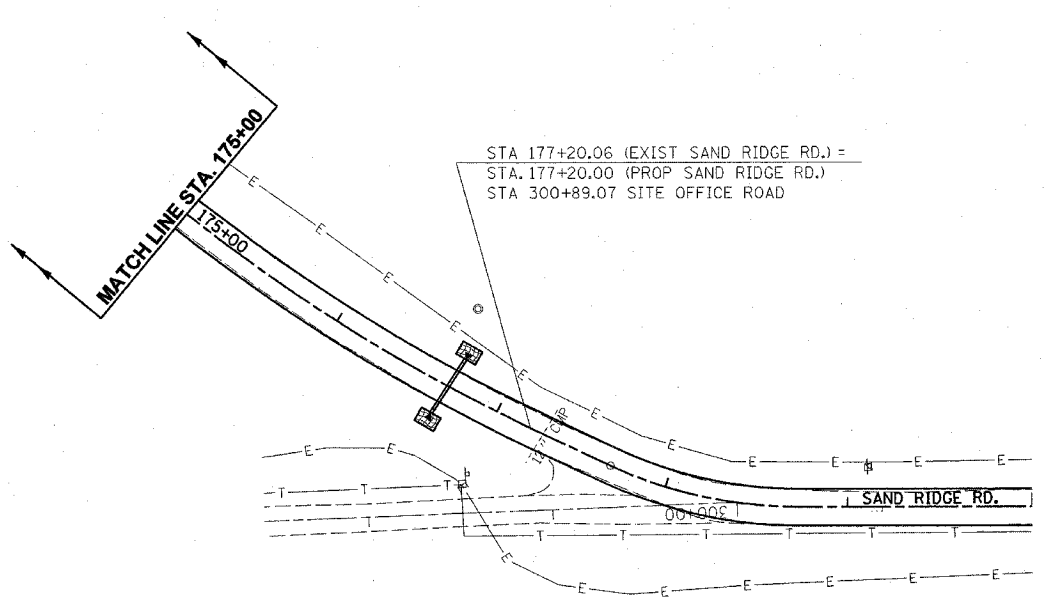 MATCH LINE STA. 175+00
STA 177+20.06 (EXIST SAND RIDGE RD.) =
STA. 177+20.00 (PROP SAND RIDGE RD.)
STA 300+89.07 SITE OFFICE ROAD
E
175+00
E
E
E
E
E
12" CMP
E
E
E
E
E
E
E
E
T
T
T
SAND RIDGE RD.
300+00
T
T
T
T
T
T
E
E
E
E
E
E
E